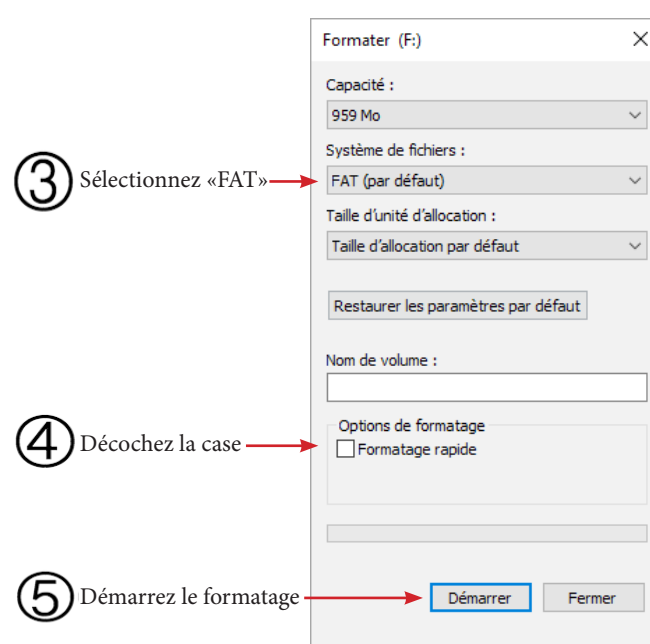 Formater (F:)
Capacité :
959 Mo
Système de fichiers :
③ Sélectionnez «FAT»
FAT (par défaut)
Taille d'unité d'allocation :
Taille d'allocation par défaut
Restaurer les paramètres par défaut
Nom de volume :
Options de formatage
④ Décochez la case
Formatage rapide
⑤ Démarrez le formatage
Démarrer
Fermer